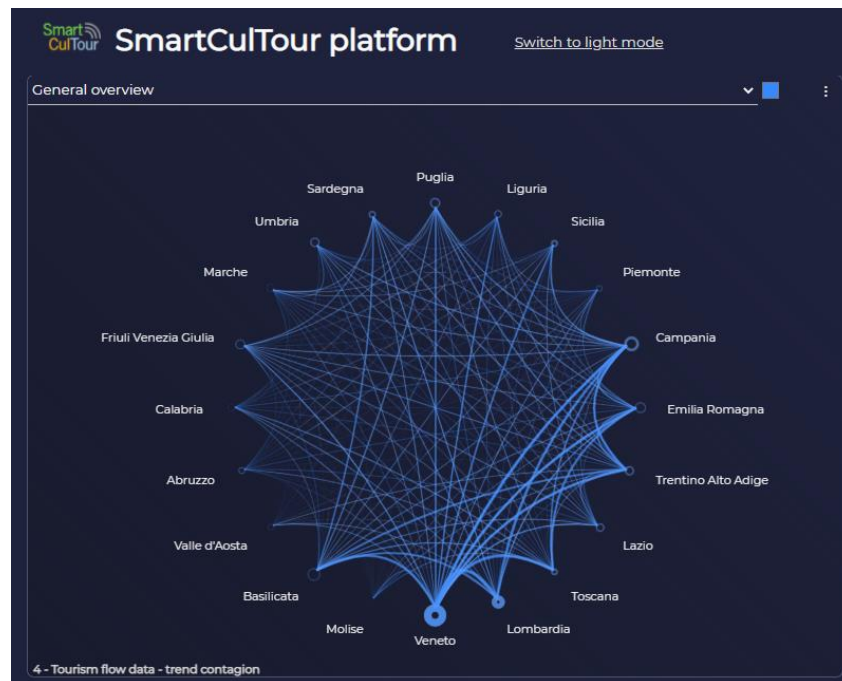 Smart
CulTour
SmartCulTour platform
Switch to light mode
General overview
Puglia
Sardegna
Liguria
Umbria
Sicilia
Marche
Piemonte
Friuli Venezia Giulia
Campania
Calabria
Emilia Romagna
Abruzzo
Trentino Alto Adige
Valle d'Aosta
Lazio
Basilicata
Toscana
Molise
Lombardia
Veneto
4 - Tourism flow data - trend contagion